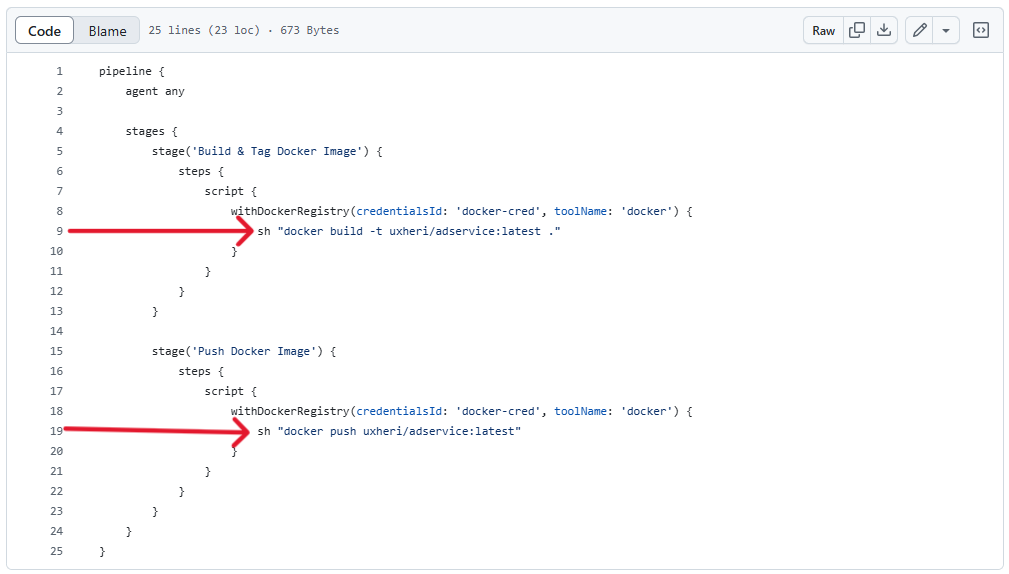 Code Blame 25 lines (23 loc) · 673 Bytes Raw
1 pipeline {
2     agent any
3
4     stages {
5         stage('Build & Tag Docker Image') {
6             steps {
7                 script {
8                     withDockerRegistry(credentialsId: 'docker-cred', toolName: 'docker') {
9                         sh "docker build -t uxheri/adservice:latest ."
10                     }
11                 }
12             }
13         }
14
15         stage('Push Docker Image') {
16             steps {
17                 script {
18                     withDockerRegistry(credentialsId: 'docker-cred', toolName: 'docker') {
19                         sh "docker push uxheri/adservice:latest"
20                     }
21                 }
22             }
23         }
24     }
25 }